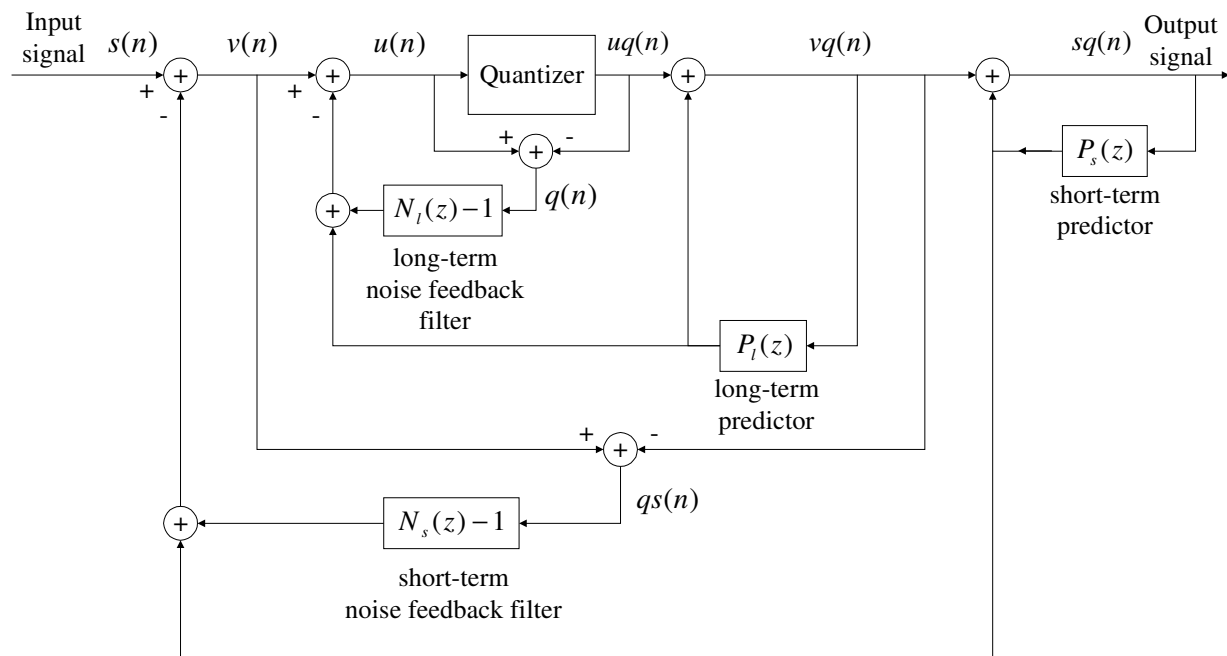 Input
signal
s(n)
v(n)
u(n)
Quantizer
uq(n)
vq(n)
sq(n)
Output
signal
+
+
+
+
+
+
+
-
-
+
-
+
P_s(z)
short-term
predictor
q(n)
+
N_l(z)-1
long-term
noise feedback
filter
P_l(z)
long-term
predictor
+
-
+
qs(n)
+
N_s(z)-1
short-term
noise feedback filter